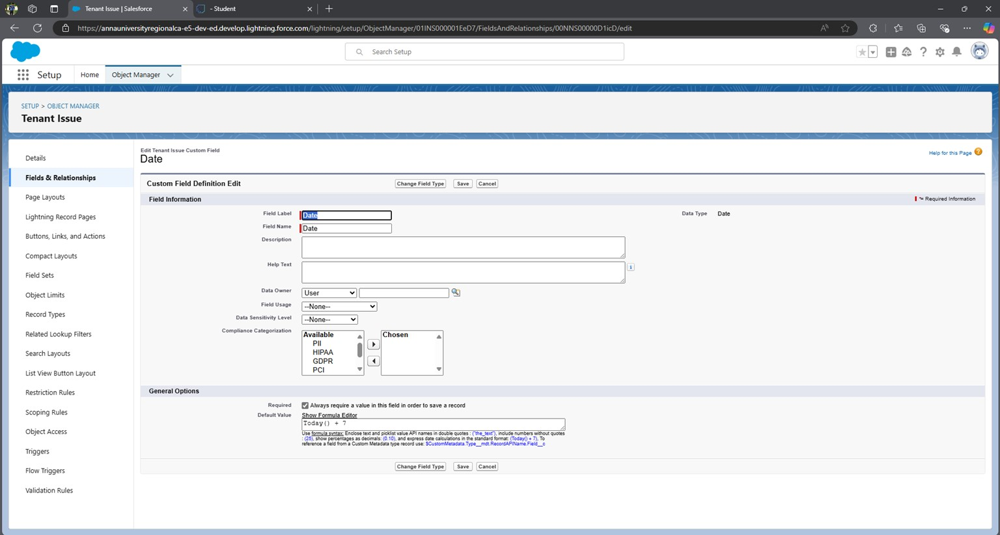 Tenant Issue | Salesforce
- Student
https://annauniversityregionalca-e5-dev-ed.develop.lightning.force.com/lightning/setup/ObjectManager/01INS000001EeD7/FieldsAndRelationships/00NNS00000D1icD/edit
Search Setup
Setup
Home
Object Manager
SETUP > OBJECT MANAGER
Tenant Issue
Details
Fields & Relationships
Page Layouts
Lightning Record Pages
Buttons, Links, and Actions
Compact Layouts
Field Sets
Object Limits
Record Types
Related Lookup Filters
Search Layouts
List View Button Layout
Restriction Rules
Scoping Rules
Object Access
Triggers
Flow Triggers
Validation Rules
Edit Tenant Issue Custom Field
Date
Help for this Page
Custom Field Definition Edit
Change Field Type Save Cancel
Field Information
= Required Information
Field Label Date
Data Type Date
Field Name Date
Description
Help Text
Data Owner User
Field Usage --None--
Data Sensitivity Level --None--
Compliance Categorization
Available
PII
HIPAA
GDPR
PCI
Chosen
General Options
Required Always require a value in this field in order to save a record
Default Value Show Formula Editor
Today() + 7
Use formula syntax: Enclose text and picklist value API names in double quotes : ("the_text"), include numbers without quotes
: (25), show percentages as decimals: (0.10), and express date calculations in the standard format: (Today() + 7), To
reference a field from a Custom Metadata type record use: $CustomMetadata.Type__mdt.RecordAPIName.Field__c
Change Field Type Save Cancel